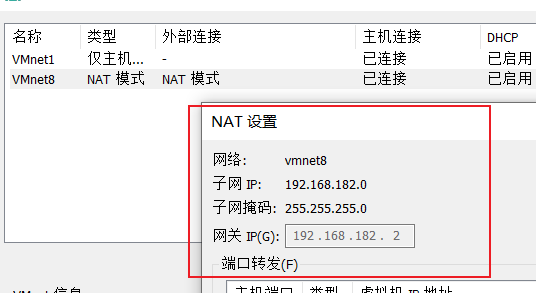 名称 类型 外部连接 主机连接 DHCP
VMnet1 仅主机... - 已连接 已启用
VMnet8 NAT 模式 NAT 模式 已连接 已启用
NAT 设置
网络: vmnet8
子网 IP: 192.168.182.0
子网掩码: 255.255.255.0
网关 IP(G): 192 . 168 . 182 . 2
端口转发(F)
主机端口 类型 虚拟机 IP 地址
VMnet 信息